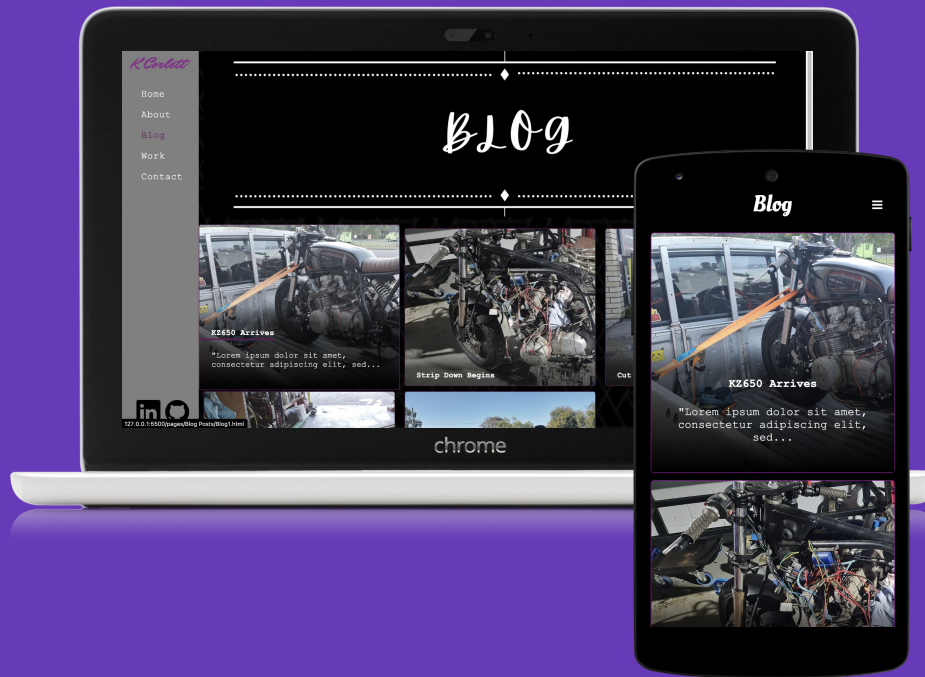 K Corlett
Home
About
Blog
Work
Contact
BLOG
KZ650 Arrives
"Lorem ipsum dolor sit amet,
consectetur adipiscing elit, sed...
Strip Down Begins
Cut
in
127.0.0.1:5500/pages/Blog Posts/Blog1.html
chrome
Blog
KZ650 Arrives
"Lorem ipsum dolor sit amet,
consectetur adipiscing elit,
sed...